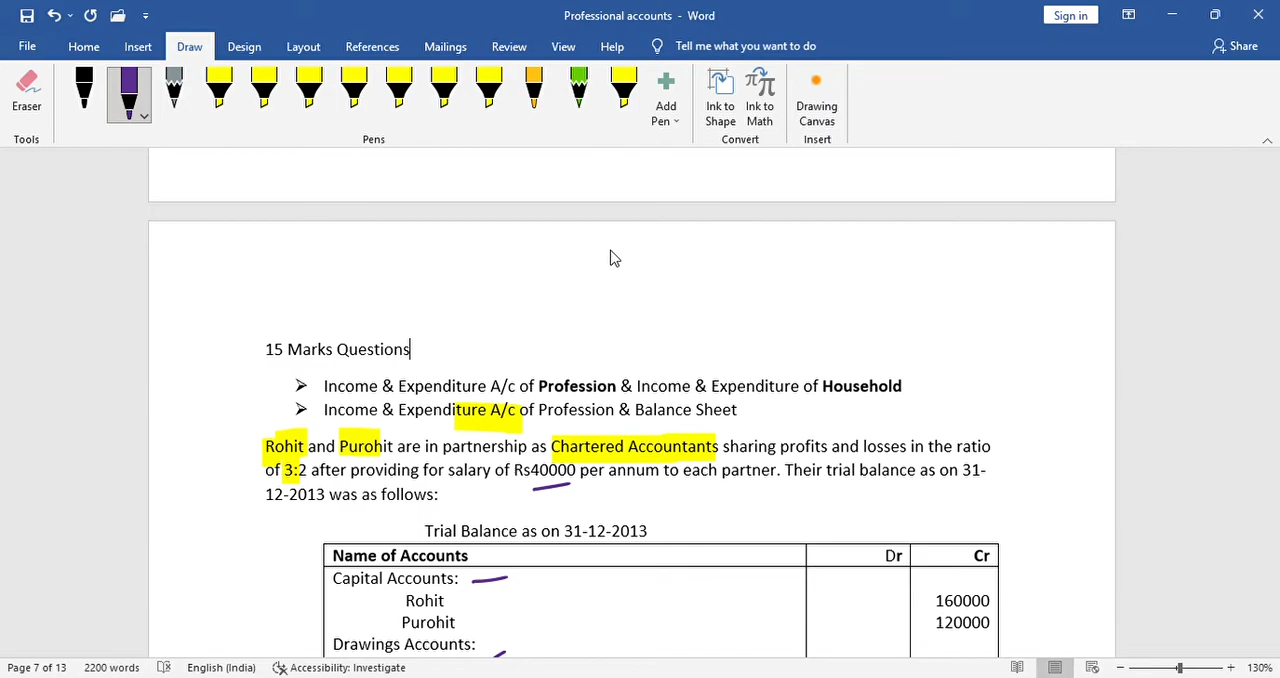 Professional accounts - Word
Sign in
File Home Insert Draw Design Layout References Mailings Review View Help Tell me what you want to do Share
Eraser
Add Pen
Ink to Shape
Ink to Math
Drawing Canvas
Tools Pens Convert Insert
15 Marks Questions
➢ Income & Expenditure A/c of Profession & Income & Expenditure of Household
➢ Income & Expenditure A/c of Profession & Balance Sheet
Rohit and Purohit are in partnership as Chartered Accountants sharing profits and losses in the ratio
of 3:2 after providing for salary of Rs40000 per annum to each partner. Their trial balance as on 31-
12-2013 was as follows:
Trial Balance as on 31-12-2013
Name of Accounts Dr Cr
Capital Accounts:
Rohit 160000
Purohit 120000
Drawings Accounts:
Page 7 of 13 2200 words English (India) Accessibility: Investigate 130%